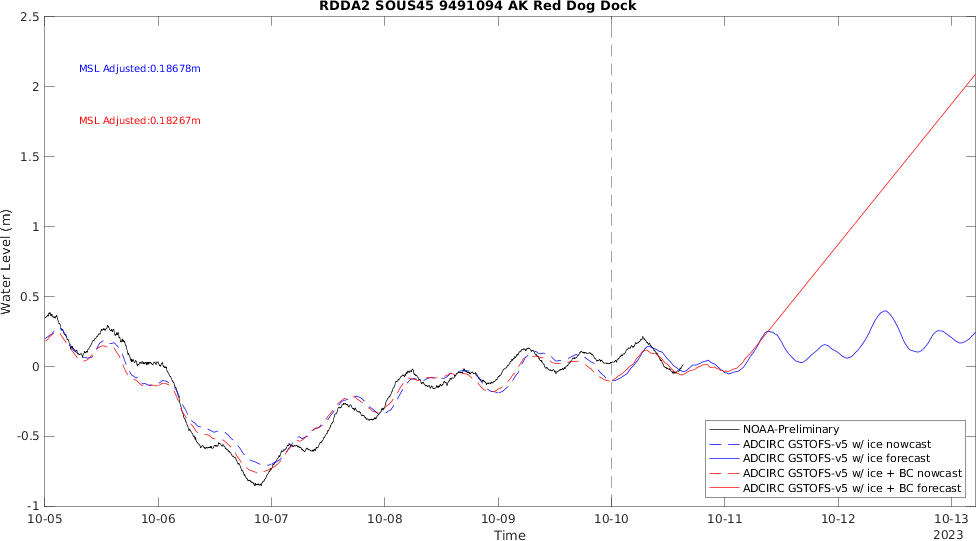 RDDA2 SOUS45 9491094 AK Red Dog Dock
MSL Adjusted:0.18678m
MSL Adjusted:0.18267m
Water Level (m)
2.5
2
1.5
1
0.5
0
-0.5
-1
NOAA-Preliminary
ADCIRC GSTOFS-v5 w/ ice nowcast
ADCIRC GSTOFS-v5 w/ ice forecast
ADCIRC GSTOFS-v5 w/ ice + BC nowcast
ADCIRC GSTOFS-v5 w/ ice + BC forecast
10-05 10-06 10-07 10-08 10-09 10-10 10-11 10-12 10-13
Time
2023